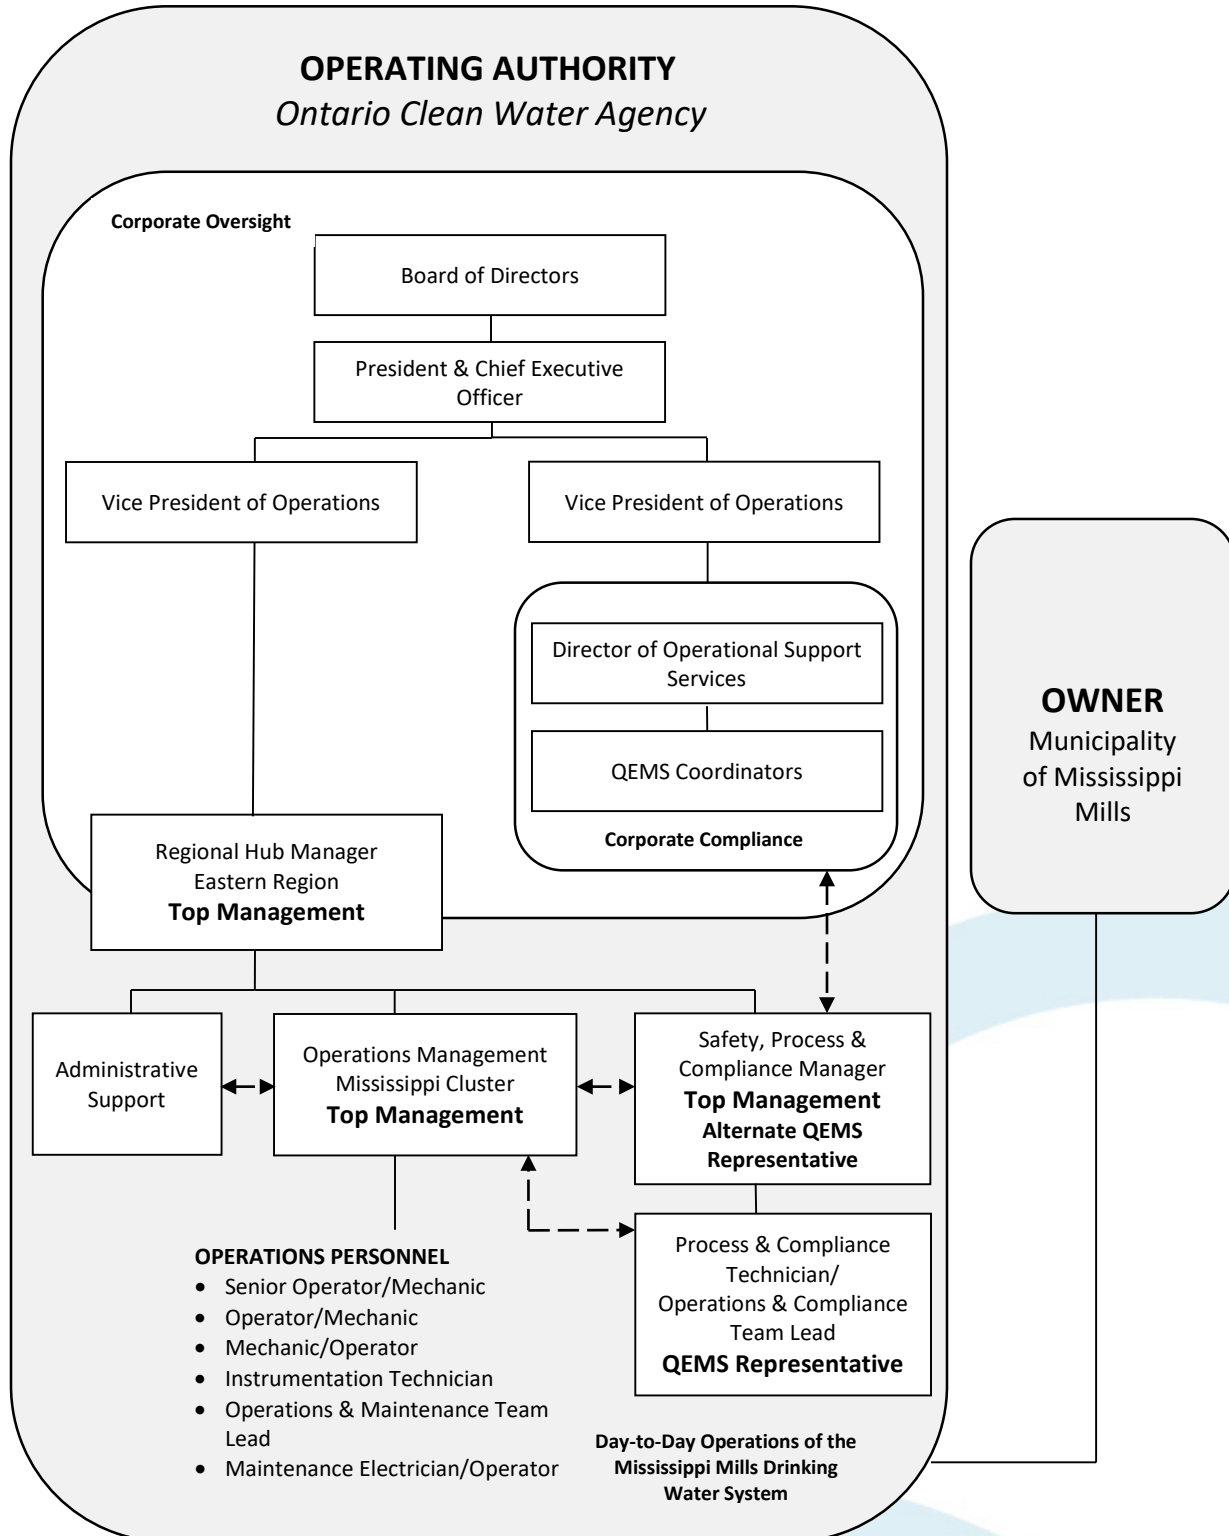 OPERATING AUTHORITY
Ontario Clean Water Agency
Corporate Oversight
Board of Directors
President & Chief Executive
Officer
Vice President of Operations
Vice President of Operations
Director of Operational Support
Services
QEMS Coordinators
Corporate Compliance
OWNER
Municipality
of Mississippi
Mills
Regional Hub Manager
Eastern Region
Top Management
Administrative
Support
Operations Management
Mississippi Cluster
Top Management
Safety, Process &
Compliance Manager
Top Management
Alternate QEMS
Representative
OPERATIONS PERSONNEL
• Senior Operator/Mechanic
• Operator/Mechanic
• Mechanic/Operator
• Instrumentation Technician
• Operations & Maintenance Team
Lead
• Maintenance Electrician/Operator
Process & Compliance
Technician/
Operations & Compliance
Team Lead
QEMS Representative
Day-to-Day Operations of the
Mississippi Mills Drinking
Water System